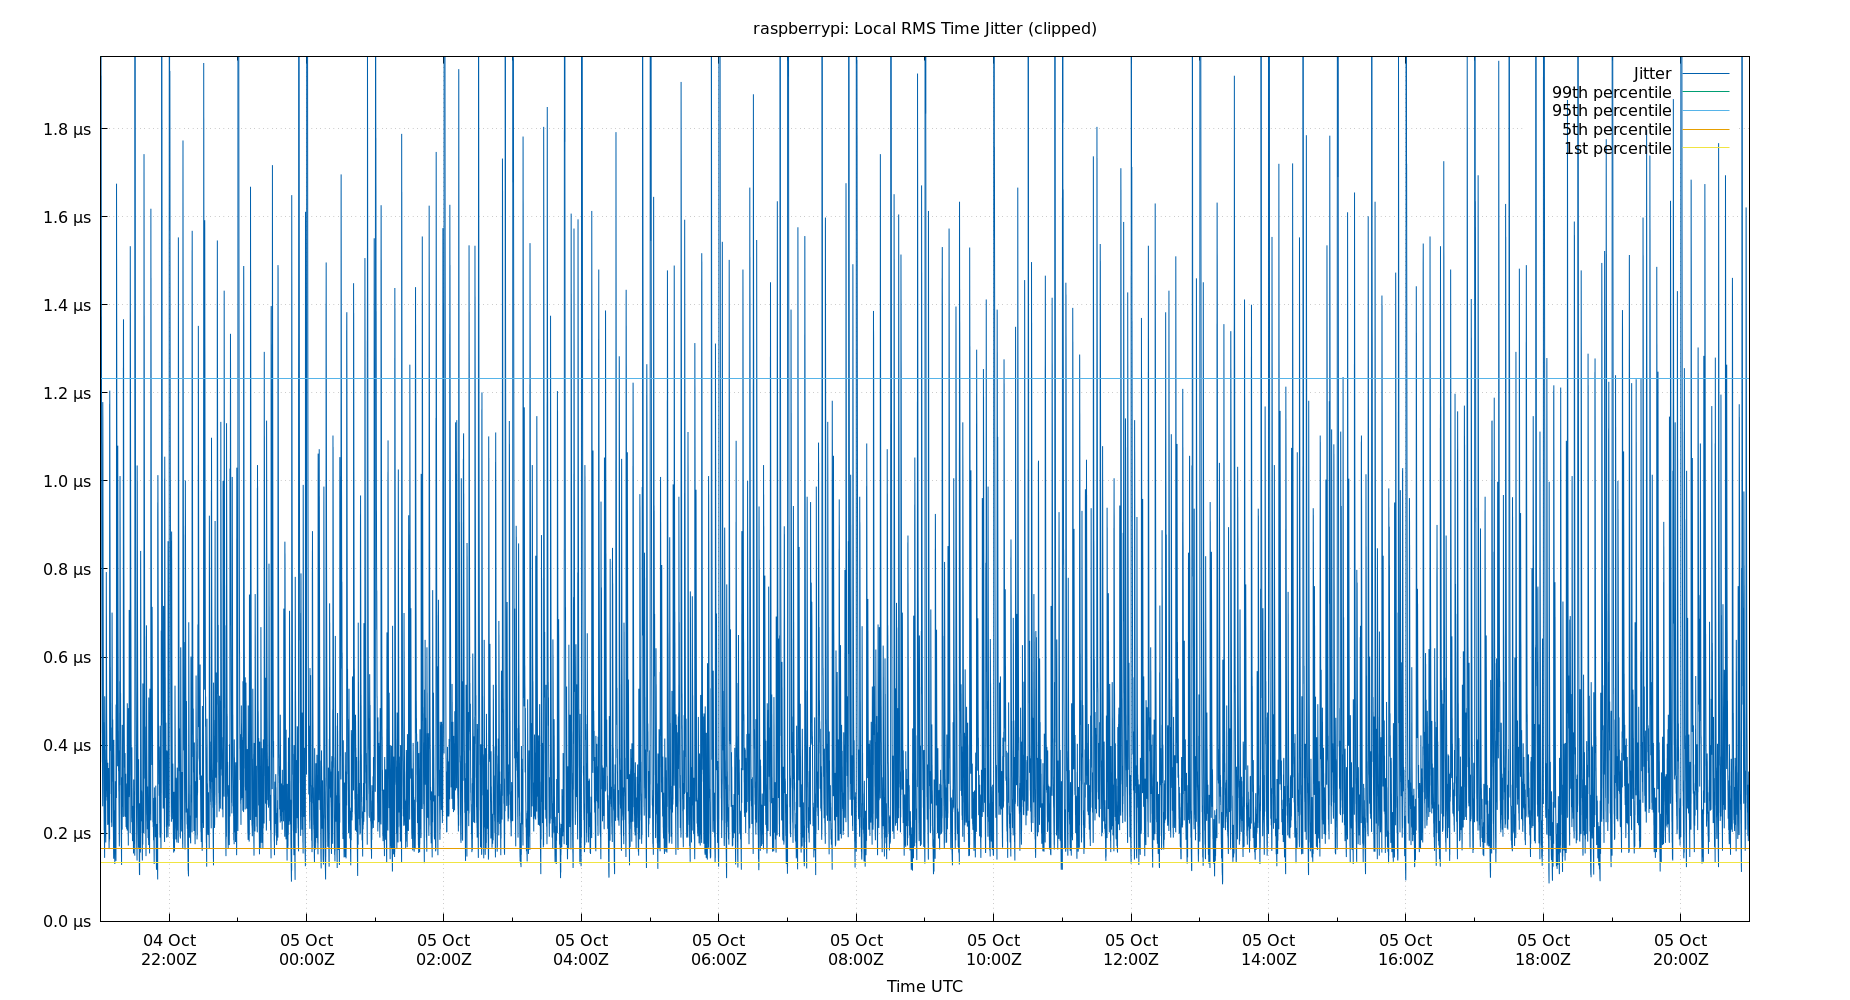 raspberrypi: Local RMS Time Jitter (clipped)
Jitter
99th percentile
95th percentile
5th percentile
1st percentile
1.8 µs
1.6 µs
1.4 µs
1.2 µs
1.0 µs
0.8 µs
0.6 µs
0.4 µs
0.2 µs
0.0 µs
04 Oct 05 Oct 05 Oct 05 Oct 05 Oct 05 Oct 05 Oct 05 Oct 05 Oct 05 Oct 05 Oct 05 Oct
22:00Z 00:00Z 02:00Z 04:00Z 06:00Z 08:00Z 10:00Z 12:00Z 14:00Z 16:00Z 18:00Z 20:00Z
Time UTC